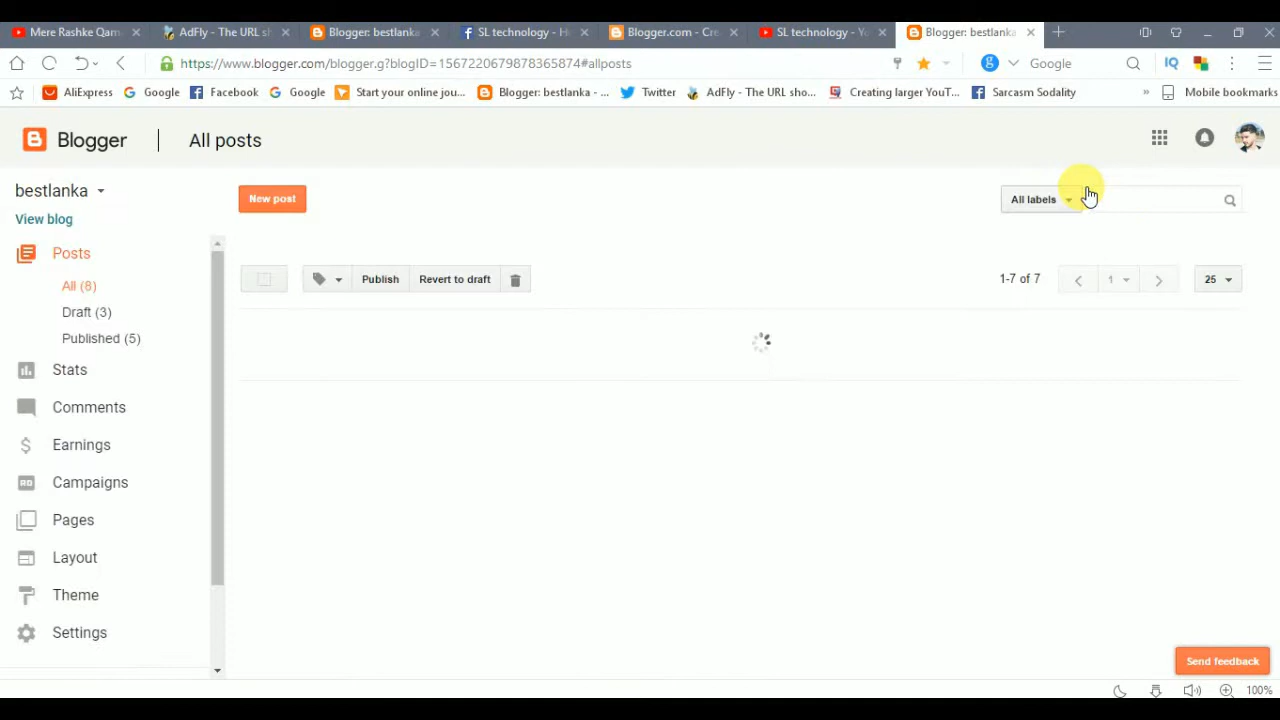 Mere Rashke Qam
AdFly - The URL sh
Blogger: bestlanka
SL technology - H
Blogger.com - Cre
SL technology - Yo
Blogger: bestlanka
https://www.blogger.com/blogger.g?blogID=1567220679878365874#allposts
Google
IQ
AliExpress
Google
Facebook
Google
Start your online jou...
Blogger: bestlanka - ...
Twitter
AdFly - The URL sho...
Creating larger YouT...
Sarcasm Sodality
»
Mobile bookmarks
Blogger
All posts
bestlanka
View blog
New post
All labels
Posts
All (8)
Draft (3)
Published (5)
Publish
Revert to draft
1-7 of 7
1
25
Stats
Comments
Earnings
Campaigns
Pages
Layout
Theme
Settings
Send feedback
100%